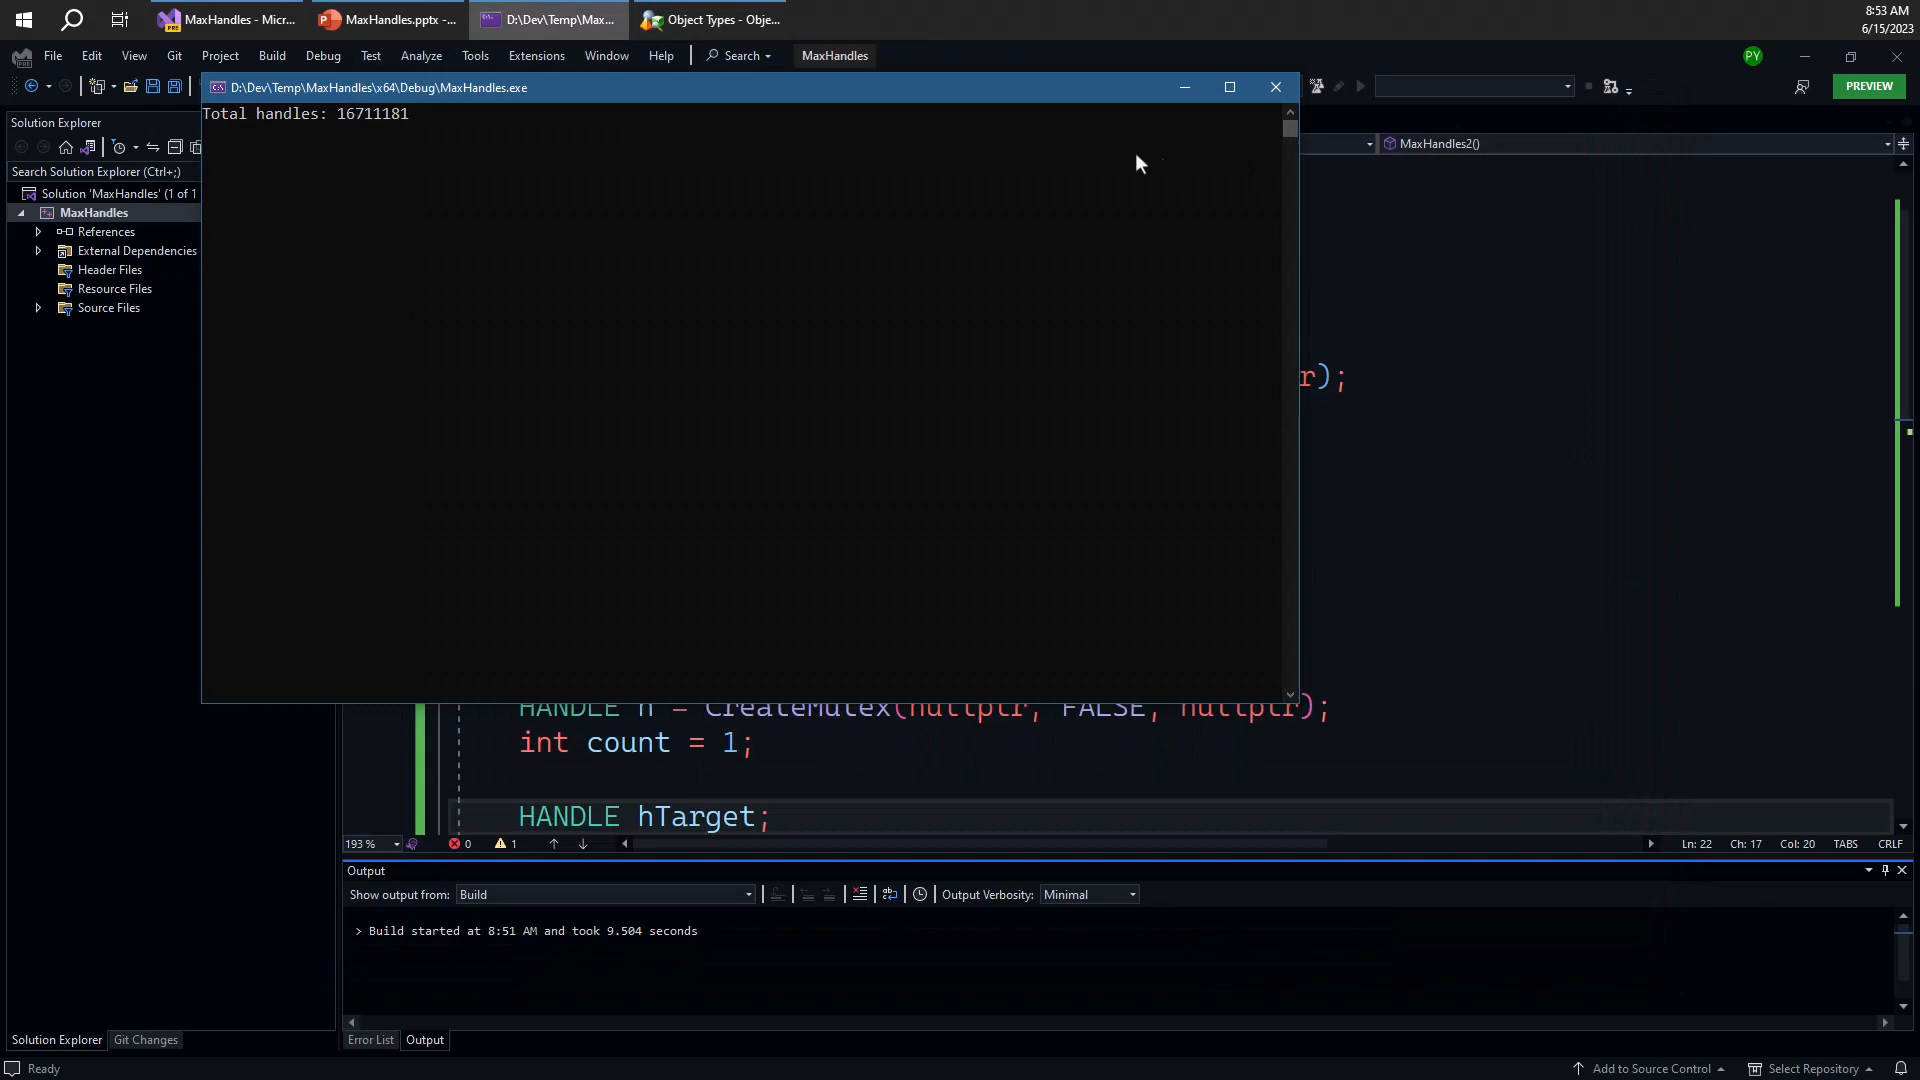 MaxHandles - Micr...
MaxHandles.pptx -...
D:\Dev\Temp\Max...
Object Types - Obje...
8:53 AM
6/15/2023
File Edit View Git Project Build Debug Test Analyze Tools Extensions Window Help Search MaxHandles
PY
PREVIEW
D:\Dev\Temp\MaxHandles\x64\Debug\MaxHandles.exe
Total handles: 16711181
Solution Explorer
Search Solution Explorer (Ctrl+;)
Solution 'MaxHandles' (1 of 1
MaxHandles
References
External Dependencies
Header Files
Resource Files
Source Files
MaxHandles2()
r);
HANDLE h = CreateMutex(nullptr, FALSE, nullptr);
int count = 1;
HANDLE hTarget;
193 % 0 1 Ln: 22 Ch: 17 Col: 20 TABS CRLF
Output
Show output from: Build Output Verbosity: Minimal
> Build started at 8:51 AM and took 9.504 seconds
Solution Explorer Git Changes Error List Output
Ready Add to Source Control Select Repository